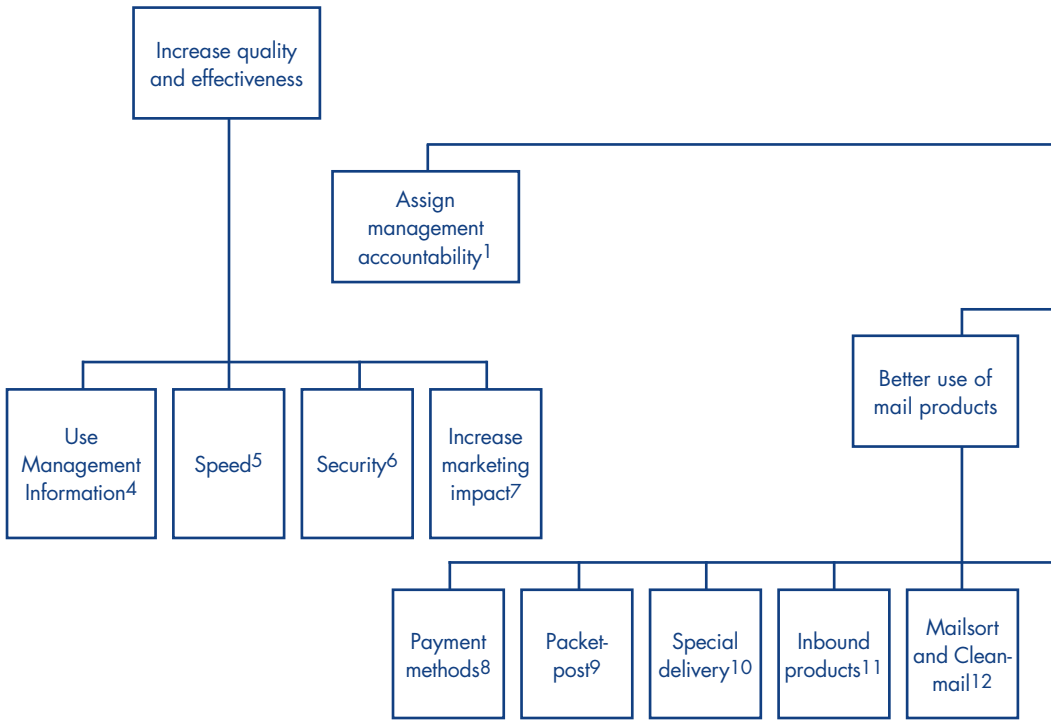 Increase quality
and effectiveness
Assign
management
accountability1
Better use of
mail products
Use
Management
Information4
Speed5
Security6
Increase
marketing
impact7
Payment
methods8
Packet-
post9
Special
delivery10
Inbound
products11
Mailsort
and Clean-
mail12